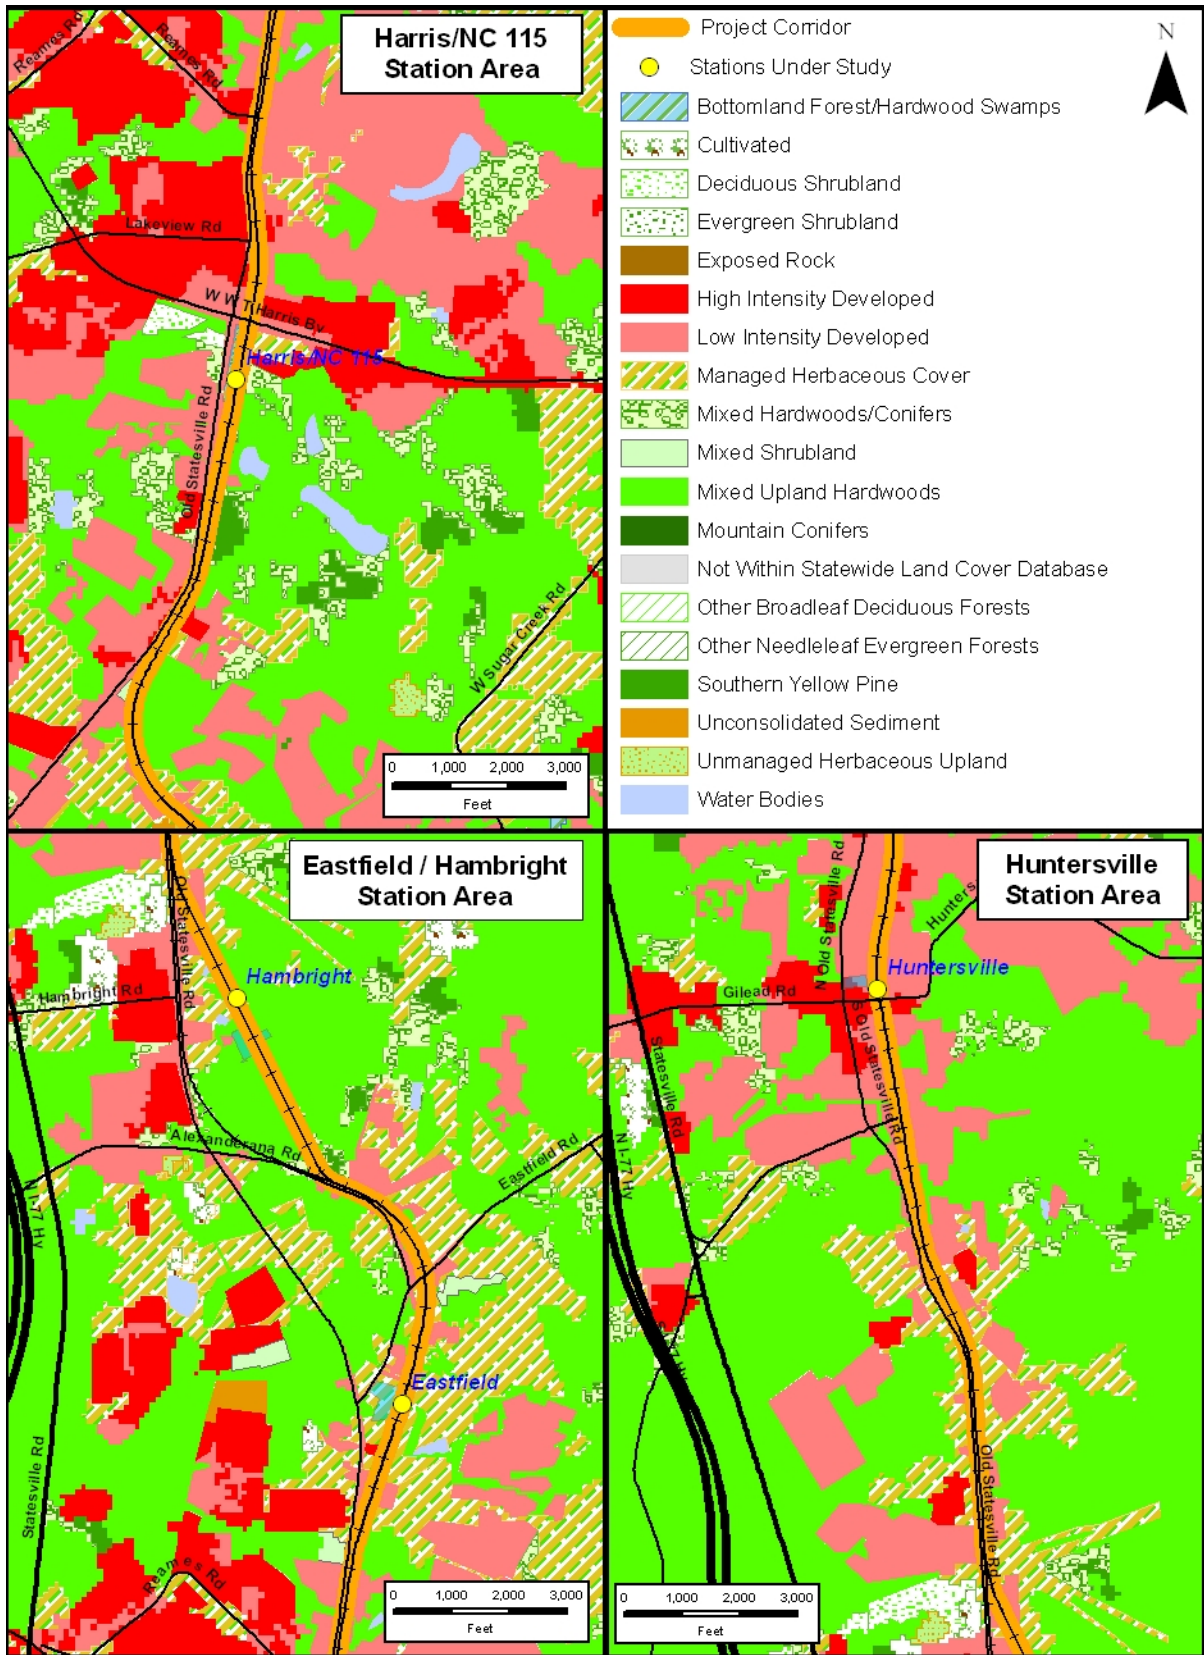 Harris/NC 115
Station Area
Reames Rd
Reames Rd
Lakeview Rd
W W T Harris Bv
Harris/NC 115
Old Statesville Rd
W Sugar Creek Rd
0 1,000 2,000 3,000
Feet
N
Project Corridor
Stations Under Study
Bottomland Forest/Hardwood Swamps
Cultivated
Deciduous Shrubland
Evergreen Shrubland
Exposed Rock
High Intensity Developed
Low Intensity Developed
Managed Herbaceous Cover
Mixed Hardwoods/Conifers
Mixed Shrubland
Mixed Upland Hardwoods
Mountain Conifers
Not Within Statewide Land Cover Database
Other Broadleaf Deciduous Forests
Other Needleleaf Evergreen Forests
Southern Yellow Pine
Unconsolidated Sediment
Unmanaged Herbaceous Upland
Water Bodies
Eastfield / Hambright
Station Area
Old Statesville Rd
Hambright
Hambright Rd
Alexanderana Rd
Eastfield Rd
N I-77 Hy
Eastfield
Statesville Rd
Reames Rd
0 1,000 2,000 3,000
Feet
Huntersville
Station Area
N Old Statesville Rd
Hunters
Huntersville
Gilead Rd
S Old Statesville Rd
Statesville Rd
N I-77 Hy
Old Statesville Rd
0 1,000 2,000 3,000
Feet